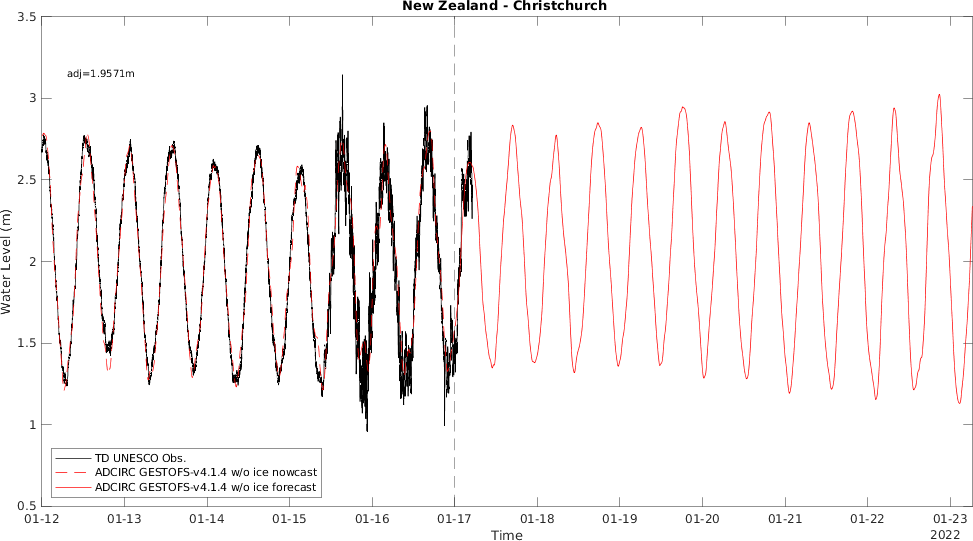 New Zealand - Christchurch
3.5
adj=1.9571m
3
2.5
2
1.5
1
0.5
Water Level (m)
TD UNESCO Obs.
ADCIRC GESTOFS-v4.1.4 w/o ice nowcast
ADCIRC GESTOFS-v4.1.4 w/o ice forecast
01-12 01-13 01-14 01-15 01-16 01-17 01-18 01-19 01-20 01-21 01-22 01-23
Time
2022